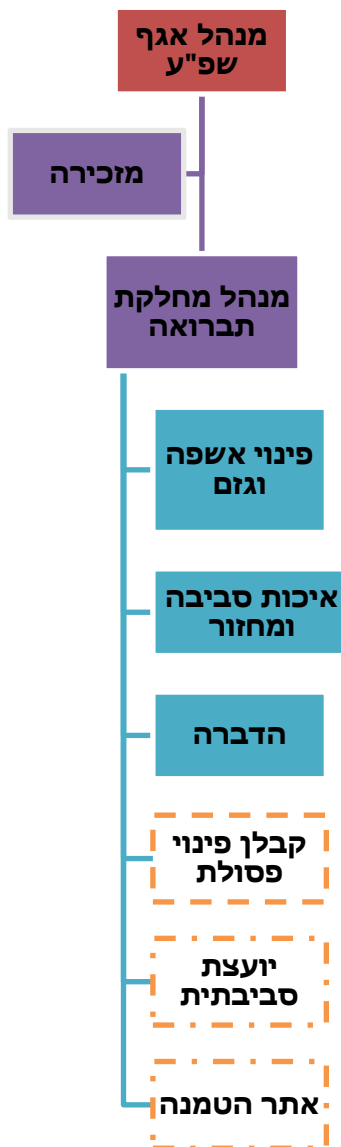 מנהל אגף
שפ"ע
מזכירה
מנהל מחלקת
תברואה
פינוי אשפה
וגזם
איכות סביבה
ומחזור
הדברה
קבלן פינוי
פסולת
יועצת
סביבתית
אתר הטמנה